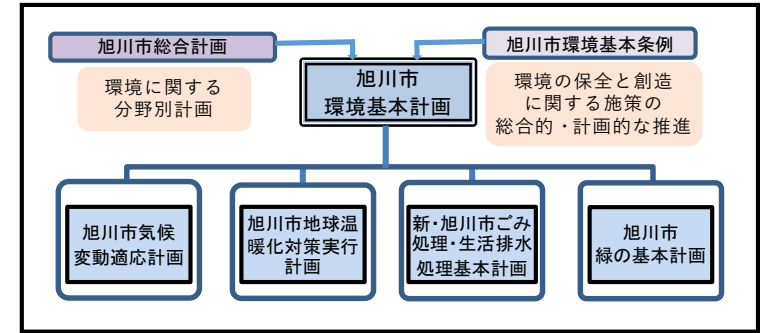 旭川市総合計画
環境に関する
分野別計画
旭川市
環境基本計画
旭川市環境基本条例
環境の保全と創造
に関する施策の
総合的・計画的な推進
旭川市気候
変動適応計画
旭川市地球温
暖化対策実行
計画
新・旭川市ごみ
処理・生活排水
処理基本計画
旭川市
緑の基本計画